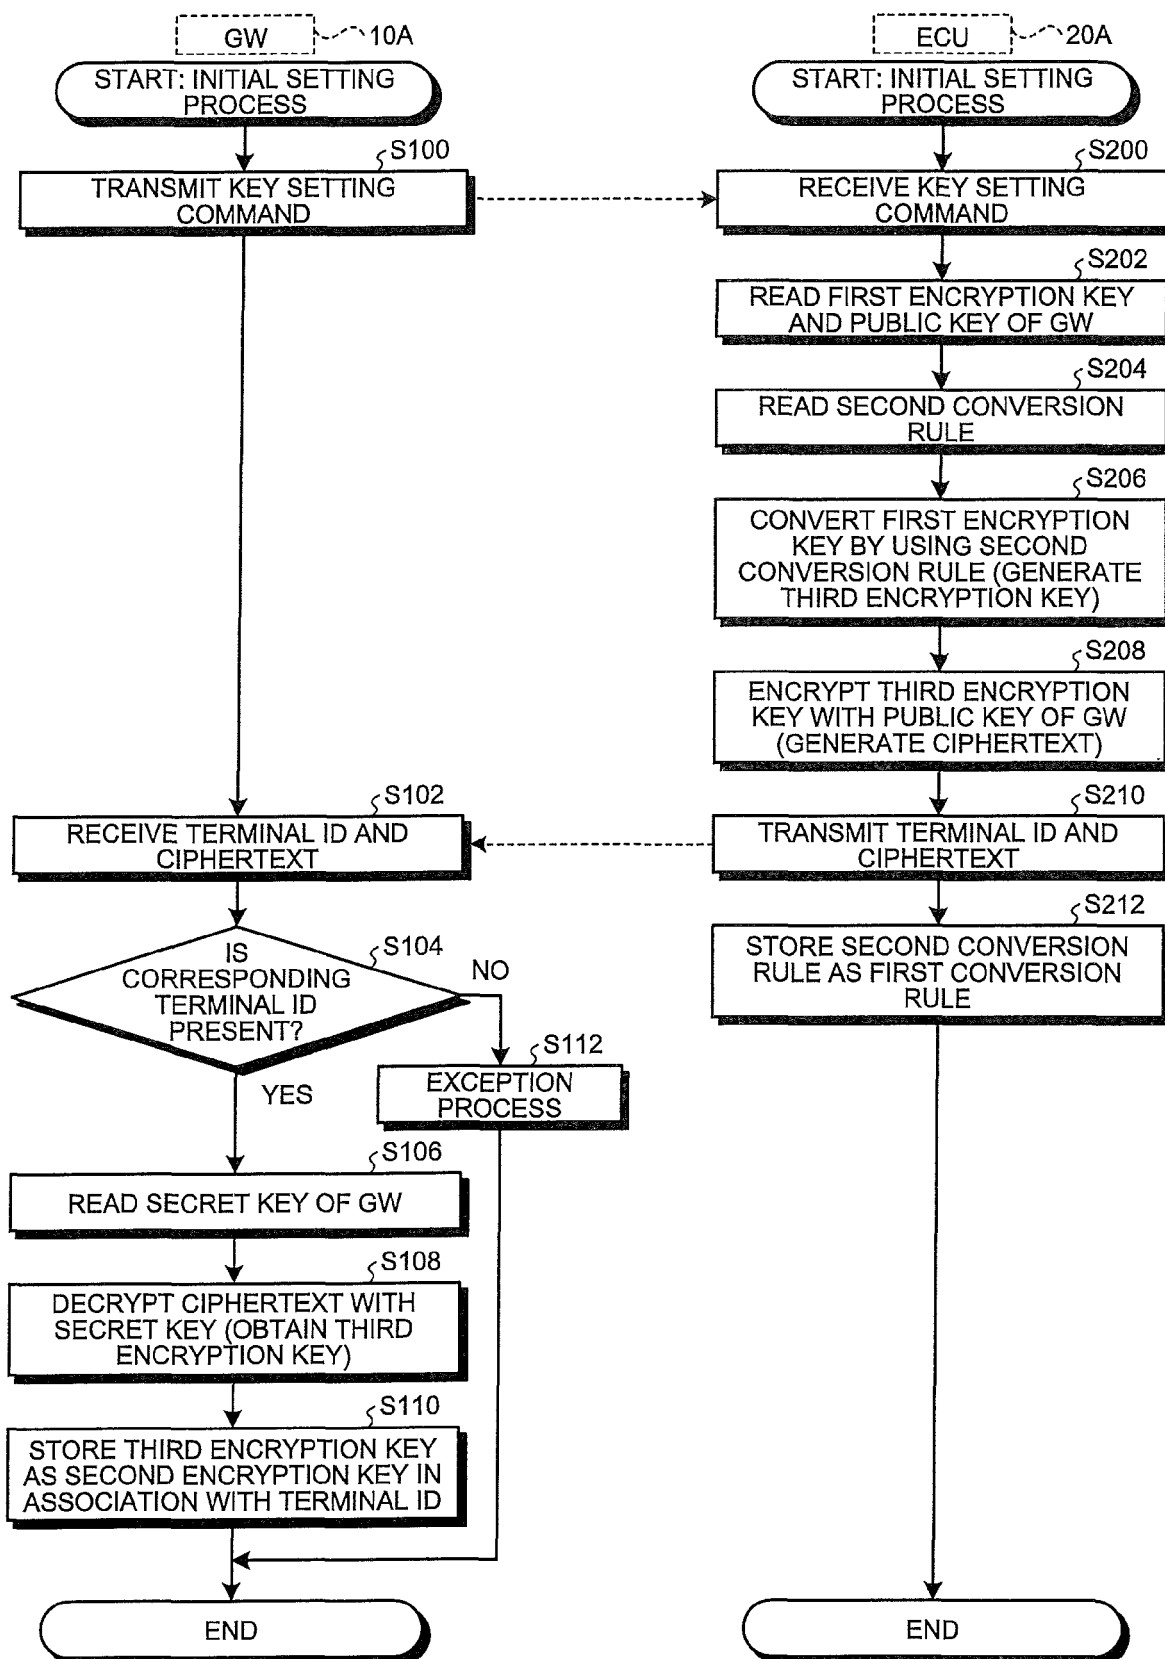 GW
10A
START: INITIAL SETTING
PROCESS
S100
TRANSMIT KEY SETTING
COMMAND
S102
RECEIVE TERMINAL ID AND
CIPHERTEXT
S104
IS
CORRESPONDING
TERMINAL ID
PRESENT?
NO
YES
S112
EXCEPTION
PROCESS
S106
READ SECRET KEY OF GW
S108
DECRYPT CIPHERTEXT WITH
SECRET KEY (OBTAIN THIRD
ENCRYPTION KEY)
S110
STORE THIRD ENCRYPTION KEY
AS SECOND ENCRYPTION KEY IN
ASSOCIATION WITH TERMINAL ID
END
ECU
20A
START: INITIAL SETTING
PROCESS
S200
RECEIVE KEY SETTING
COMMAND
S202
READ FIRST ENCRYPTION KEY
AND PUBLIC KEY OF GW
S204
READ SECOND CONVERSION
RULE
S206
CONVERT FIRST ENCRYPTION
KEY BY USING SECOND
CONVERSION RULE (GENERATE
THIRD ENCRYPTION KEY)
S208
ENCRYPT THIRD ENCRYPTION
KEY WITH PUBLIC KEY OF GW
(GENERATE CIPHERTEXT)
S210
TRANSMIT TERMINAL ID AND
CIPHERTEXT
S212
STORE SECOND CONVERSION
RULE AS FIRST CONVERSION
RULE
END